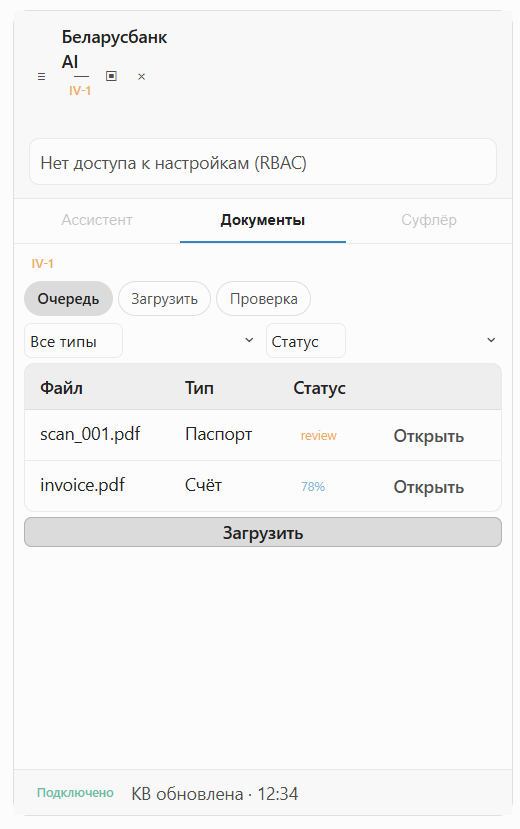 Беларусбанк
AI
IV-1
Нет доступа к настройкам (RBAC)
Ассистент Документы Суфлёр
IV-1
Очередь Загрузить Проверка
Все типы Статус
Файл Тип Статус
scan_001.pdf Паспорт review Открыть
invoice.pdf Счёт 78% Открыть
Загрузить
Подключено КВ обновлена · 12:34